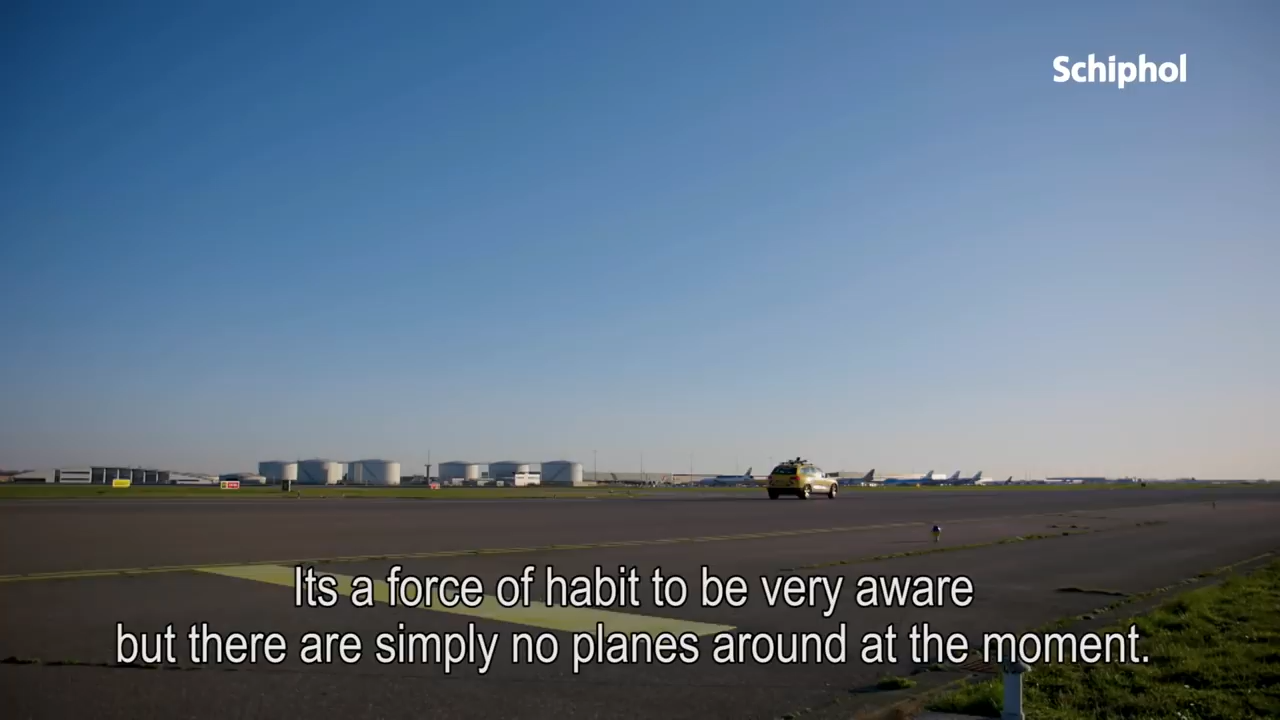 Schiphol
Its a force of habit to be very aware
but there are simply no planes around at the moment.